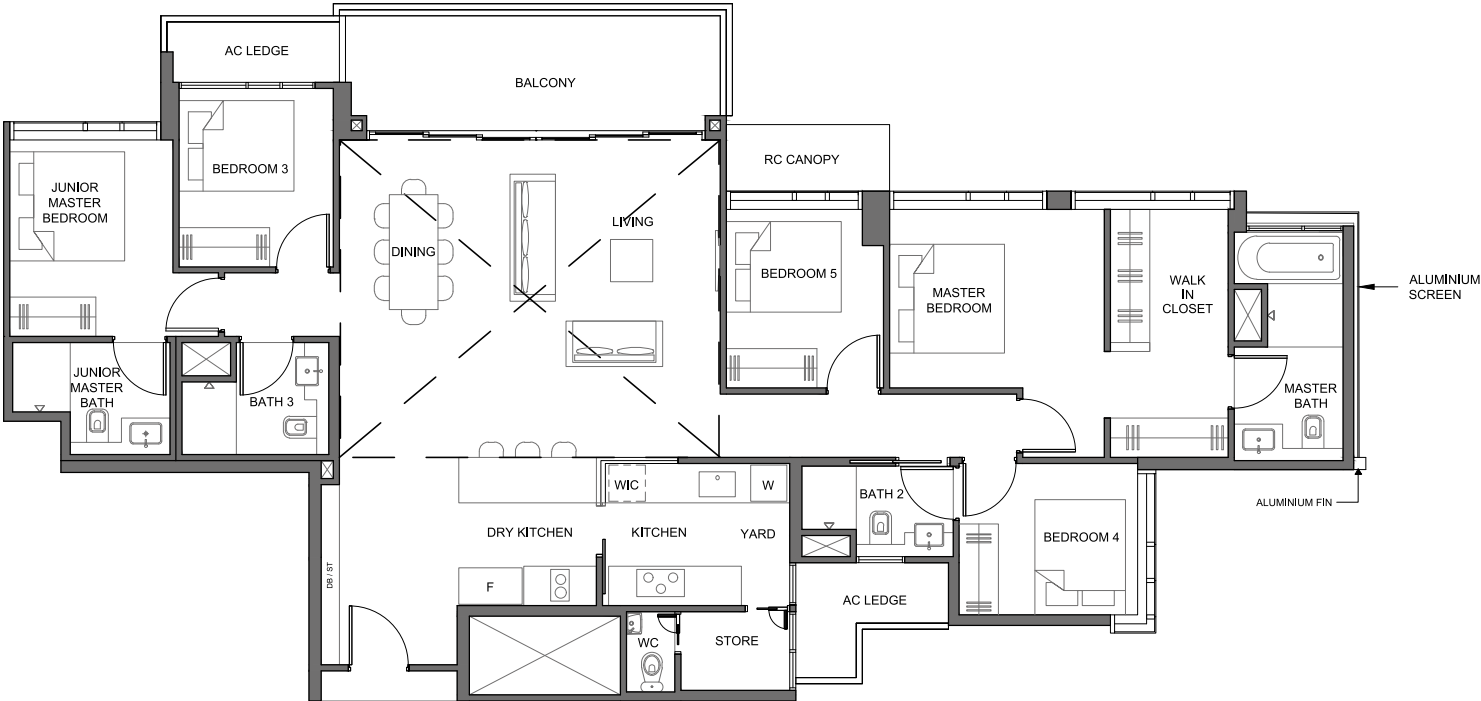 AC LEDGE
BALCONY
BEDROOM 3
RC CANOPY
JUNIOR
MASTER
BEDROOM
LIVING
DINING
BEDROOM 5
MASTER
BEDROOM
WALK
IN
CLOSET
ALUMINIUM
SCREEN
JUNIOR
MASTER
BATH
BATH 3
MASTER
BATH
WIC
W
BATH 2
ALUMINIUM FIN
DRY KITCHEN
KITCHEN
YARD
BEDROOM 4
DB / ST
F
AC LEDGE
WC
STORE